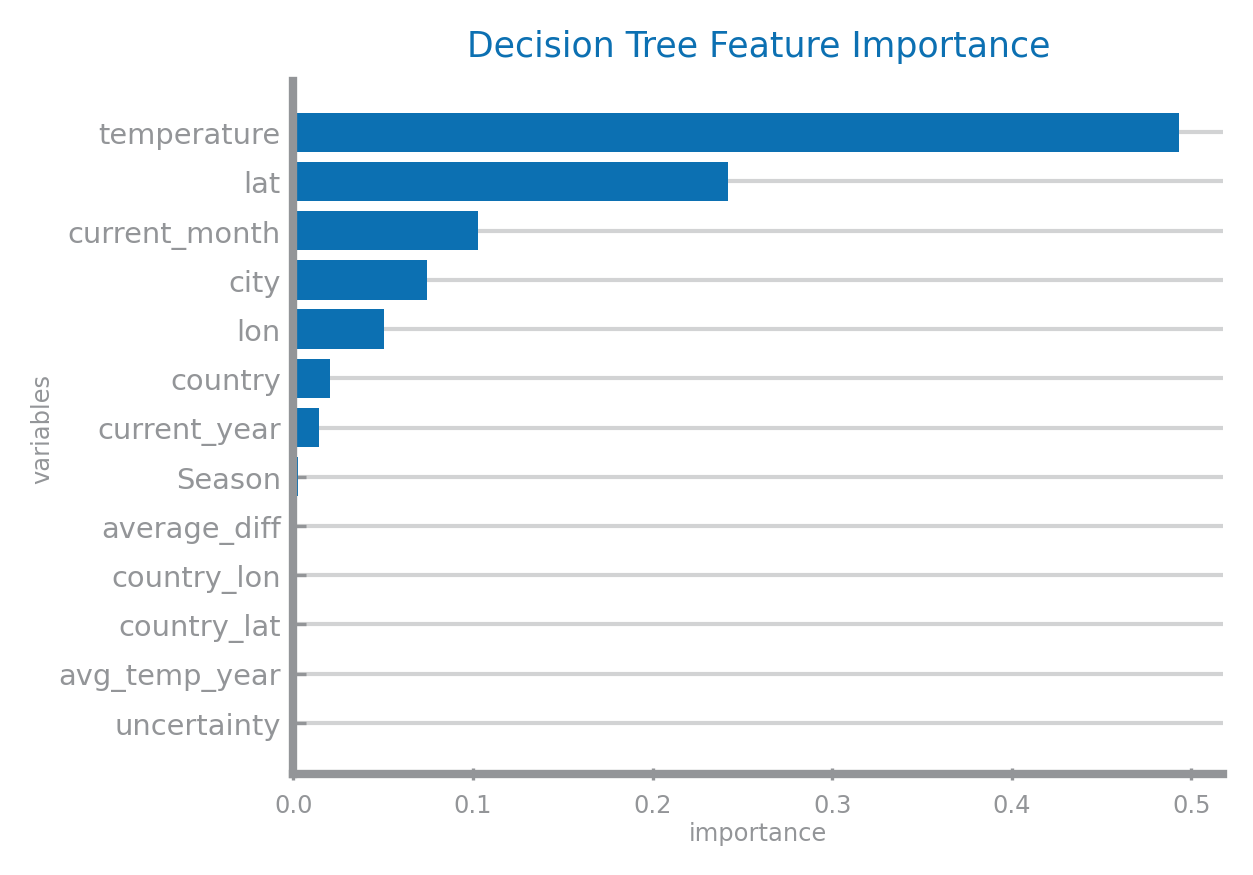 Decision Tree Feature Importance
temperature
lat
current_month
city
lon
country
current_year
Season
average_diff
country_lon
country_lat
avg_temp_year
uncertainty
variables
0.0 0.1 0.2 0.3 0.4 0.5
importance